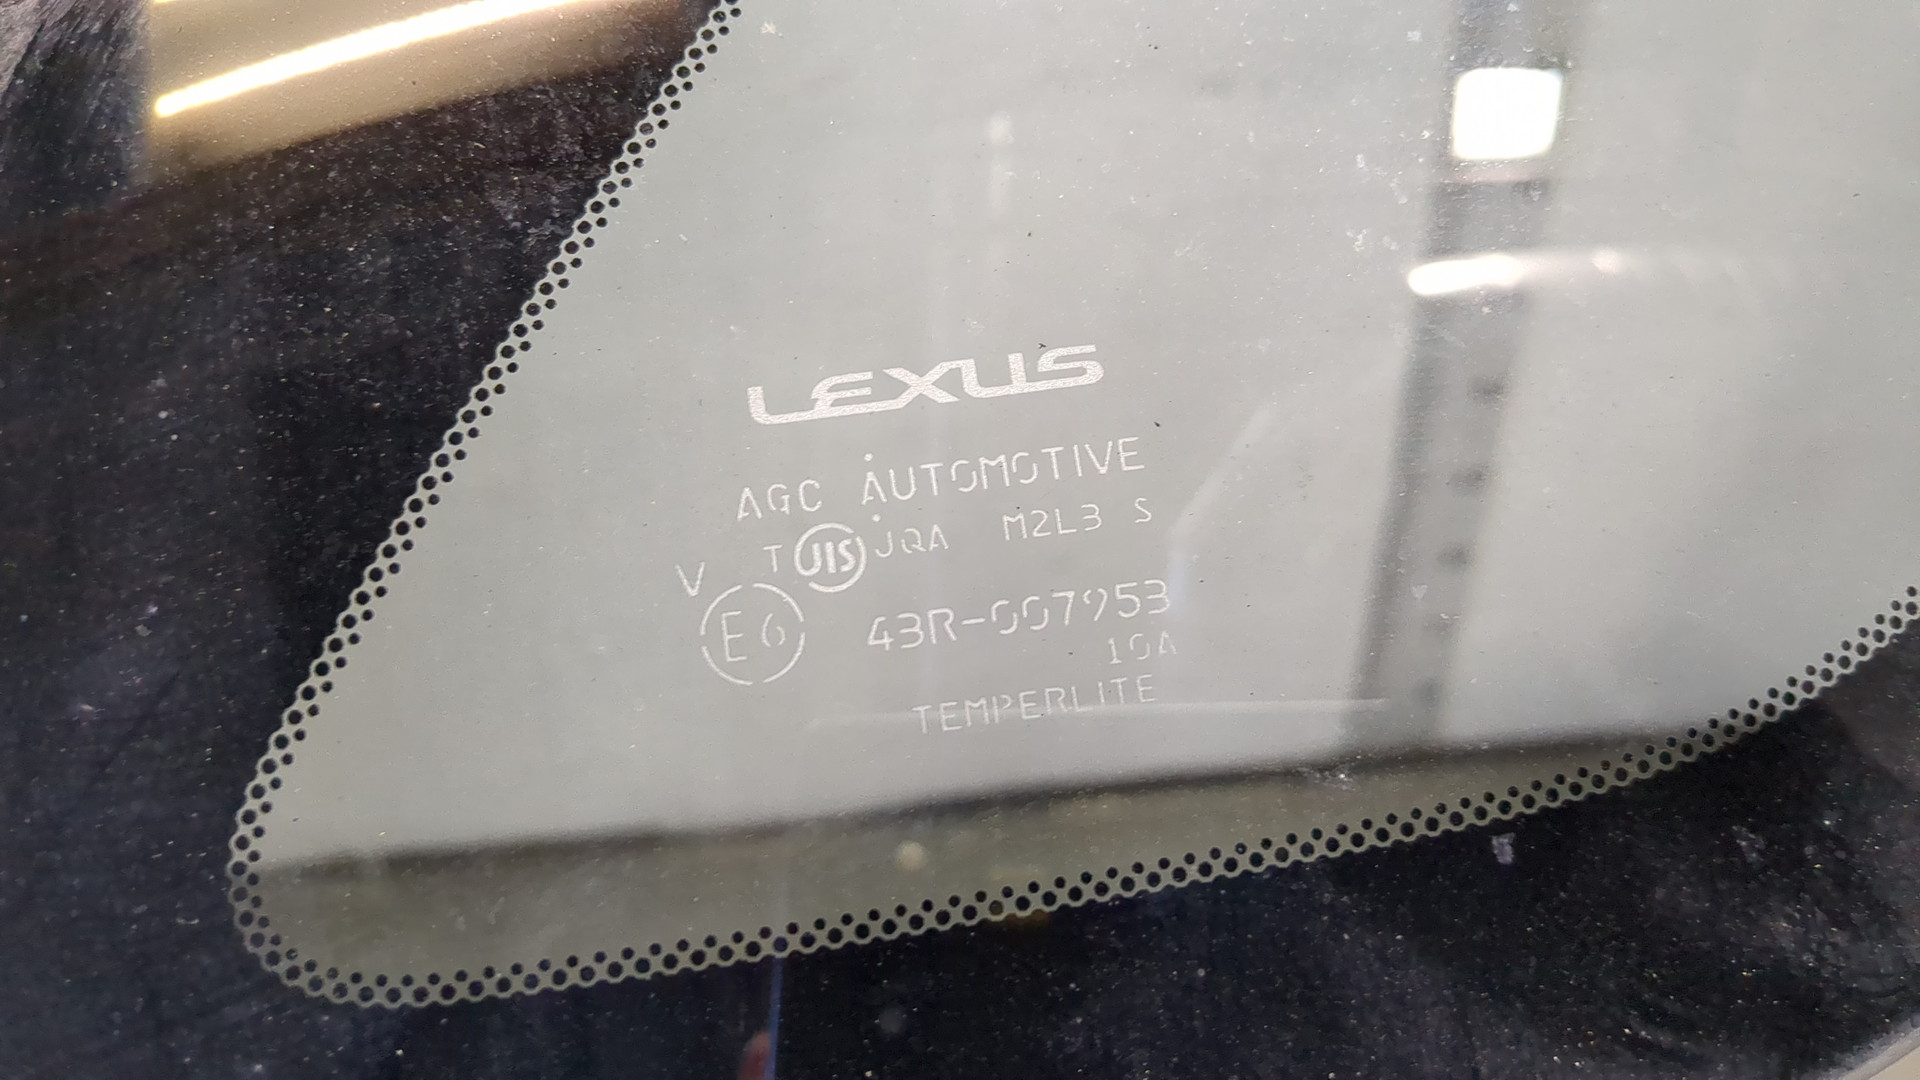 LEXUS
AGC AUTOMOTIVE
V T JIS JQA M2L3 S
E6 43R-007953
10A
TEMPERLITE